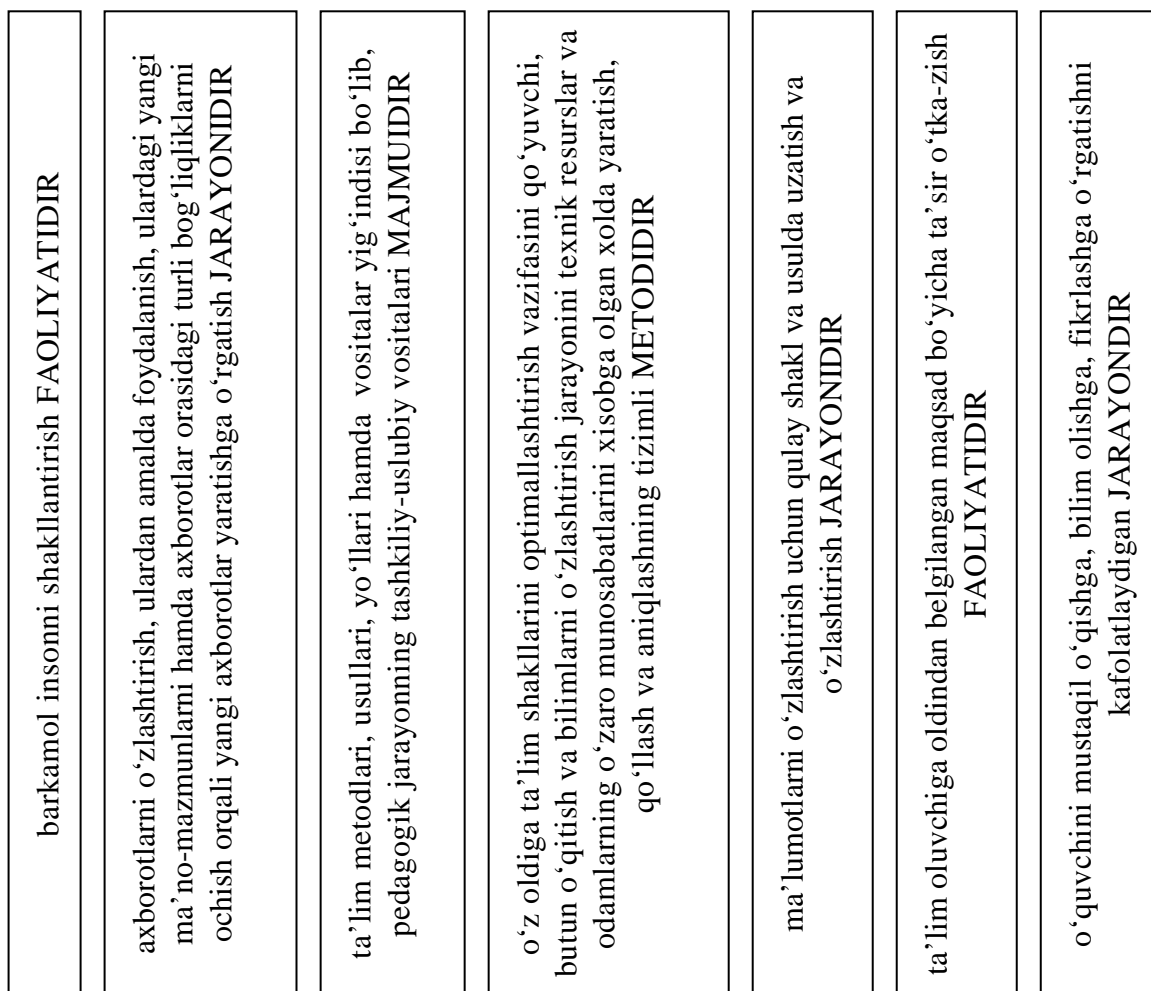 barkamol insonni shakllantirish FAOLIYATIDIR
axborotlarni o‘zlashtirish, ulardan amalda foydalanish, ulardagi yangi
ma’no-mazmunlarni hamda axborotlar orasidagi turli bog‘liqliklarni
ochish orqali yangi axborotlar yaratishga o‘rgatish JARAYONIDIR
ta’lim metodlari, usullari, yo‘llari hamda vositalar yig‘indisi bo‘lib,
pedagogik jarayonning tashkiliy-uslubiy vositalari MAJMUIDIR
o‘z oldiga ta’lim shakllarini optimallashtirish vazifasini qo‘yuvchi,
butun o‘qitish va bilimlarni o‘zlashtirish jarayonini texnik resurslar va
odamlarning o‘zaro munosabatlarini xisobga olgan xolda yaratish,
qo‘llash va aniqlashning tizimli METODIDIR
ma’lumotlarni o‘zlashtirish uchun qulay shakl va usulda uzatish va
o‘zlashtirish JARAYONIDIR
ta’lim oluvchiga oldindan belgilangan maqsad bo‘yicha ta’sir o‘tka-zish
FAOLIYATIDIR
o‘quvchini mustaqil o‘qishga, bilim olishga, fikrlashga o‘rgatishni
kafolatlaydigan JARAYONDIR